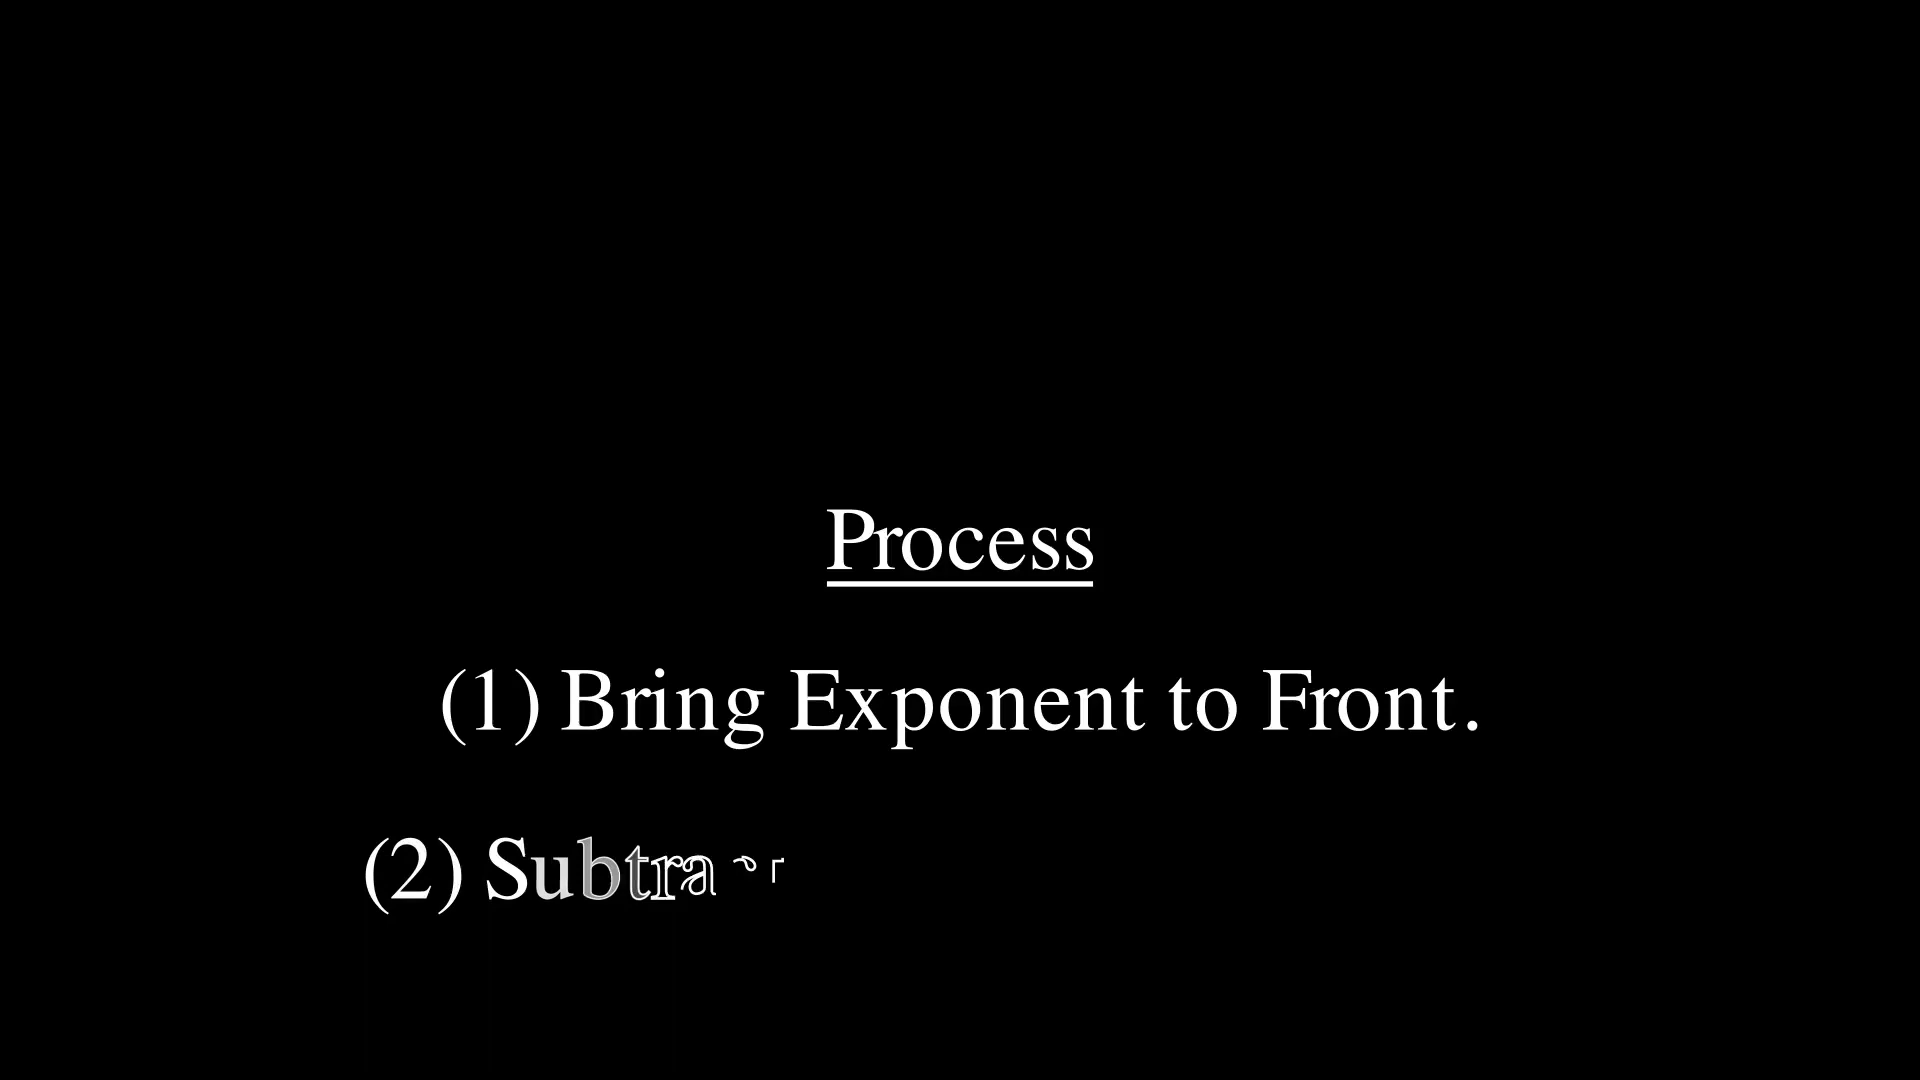 Process
(1) Bring Exponent to Front.
(2) Subtra